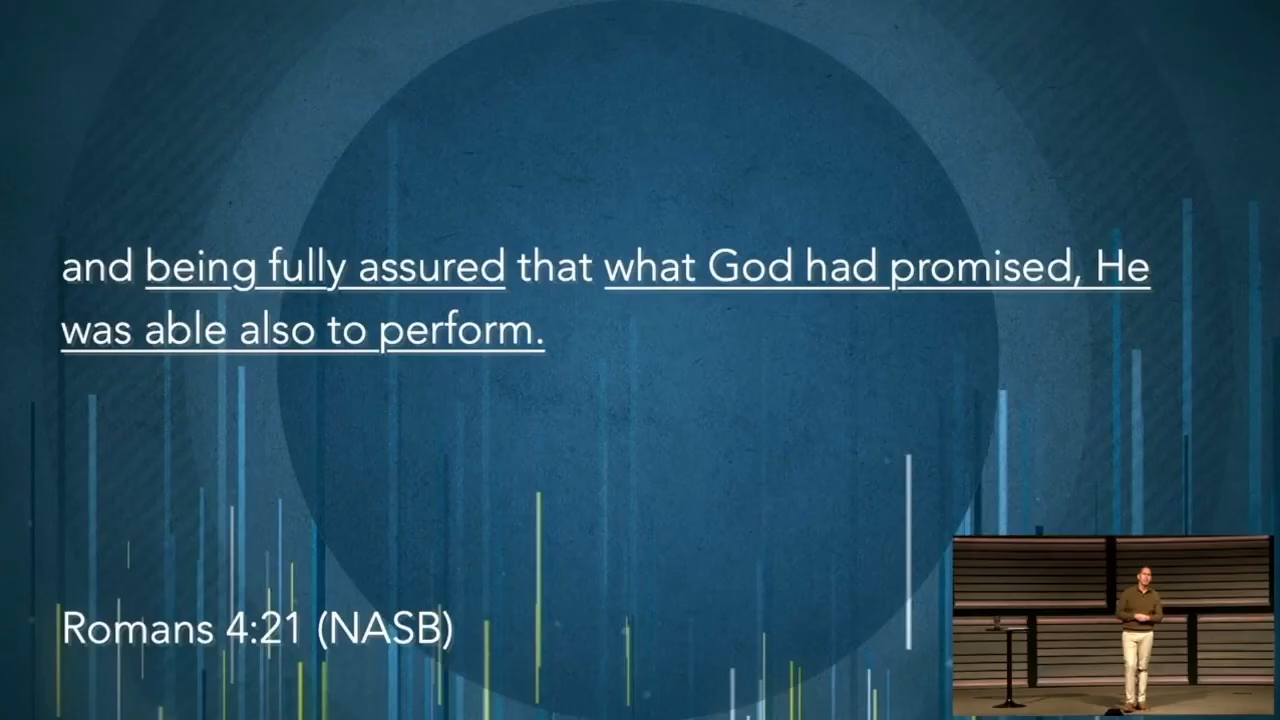 and being fully assured that what God had promised, He
was able also to perform.
Romans 4:21 (NASB)